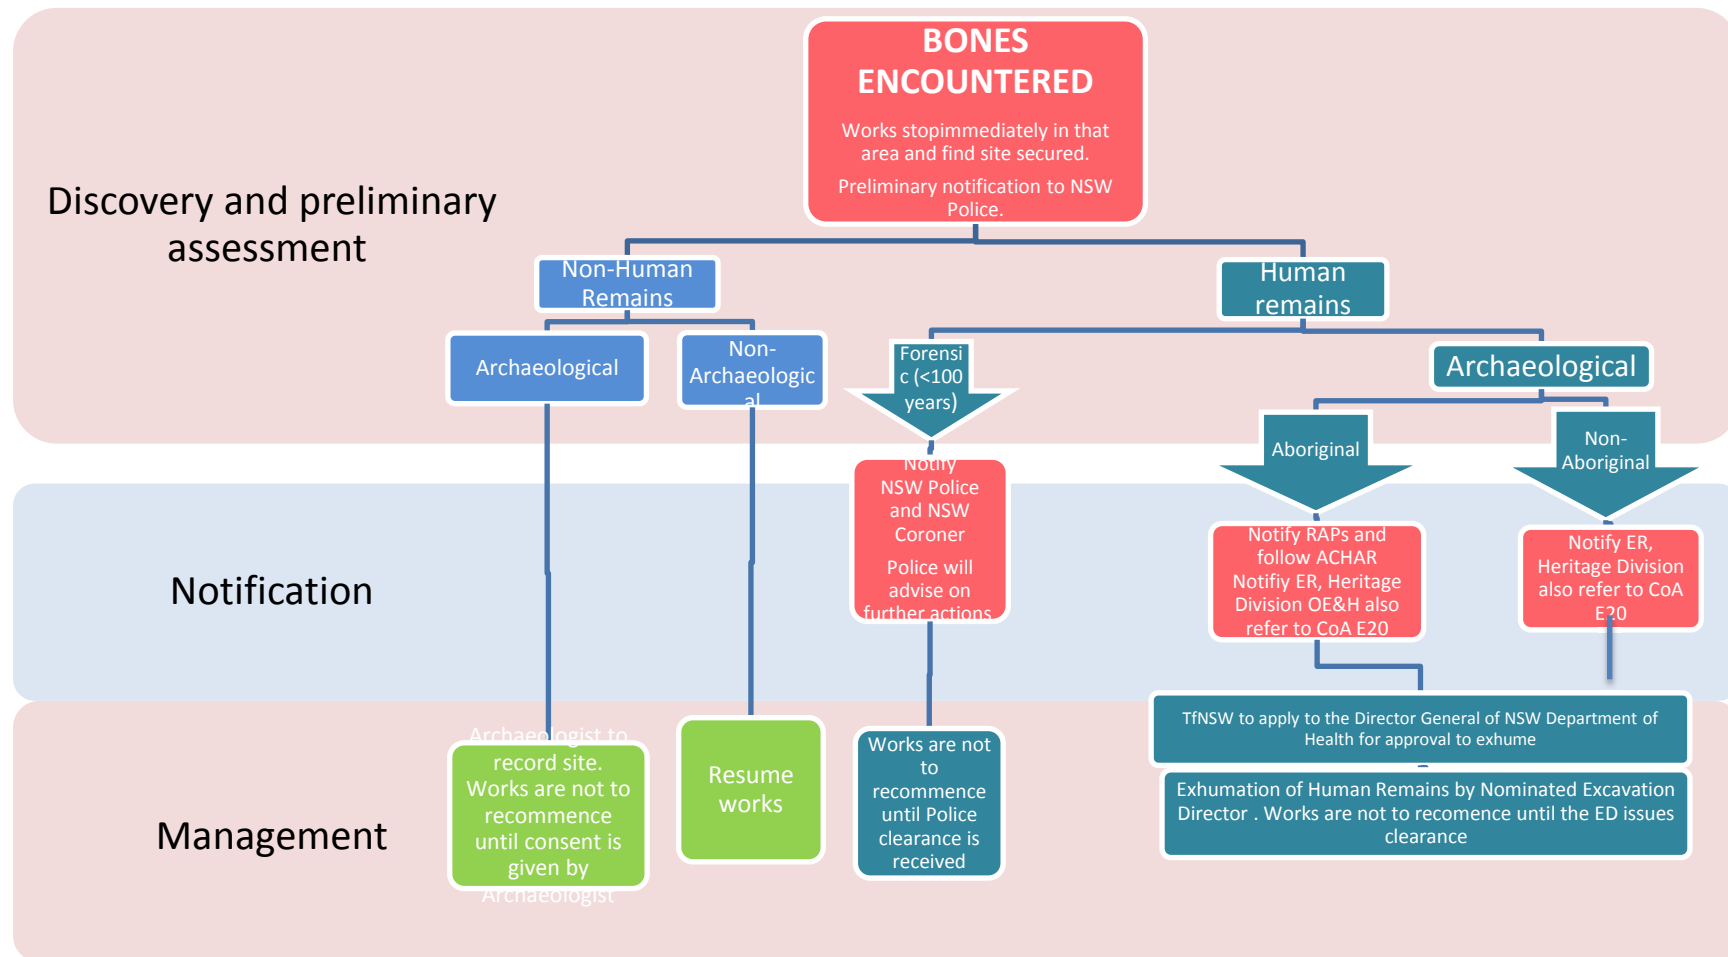 BONES
ENCOUNTERED
Works stopimmediately in that
area and find site secured.
Preliminary notification to NSW
Police.
Discovery and preliminary
assessment
Non-Human
Remains
Human
remains
Archaeological
Non-
Archaeologic
al
Forensi
c (<100
years)
Archaeological
Aboriginal
Non-
Aboriginal
Notification
Notify
NSW Police
and NSW
Coroner
Police will
advise on
further actions
Notify RAPs and
follow ACHAR
Notifiy ER, Heritage
Division OE&H also
refer to CoA E20
Notify ER,
Heritage Division
also refer to CoA
E20
Management
Archaeologist to
record site.
Works are not to
recommence
until consent is
given by
Archaeologist
Resume
works
Works are not
to
recommence
until Police
clearance is
received
TfNSW to apply to the Director General of NSW Department of
Health for approval to exhume
Exhumation of Human Remains by Nominated Excavation
Director . Works are not to recomence until the ED issues
clearance